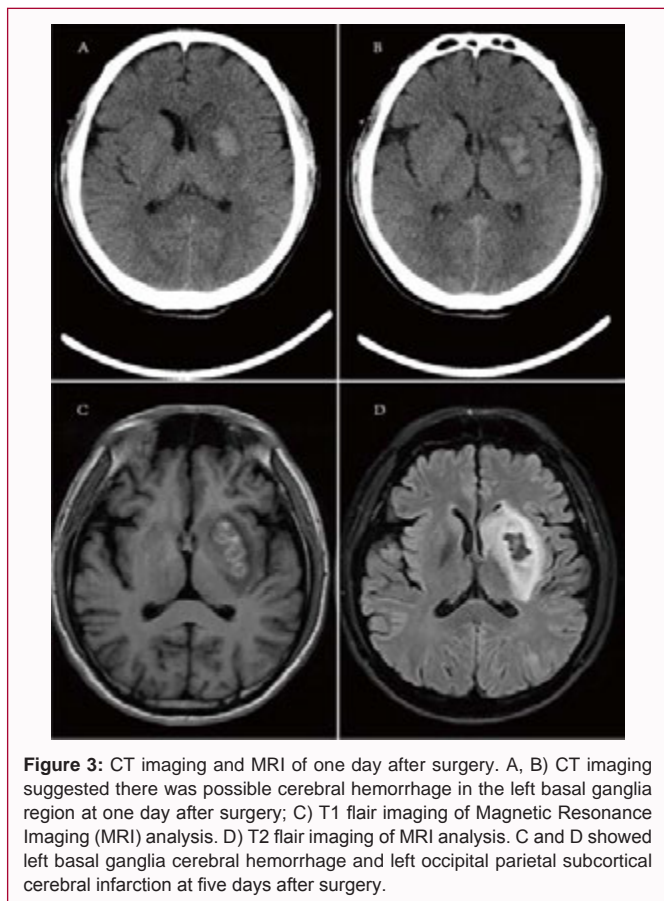 A
B
C
D
Figure 3: CT imaging and MRI of one day after surgery. A, B) CT imaging
suggested there was possible cerebral hemorrhage in the left basal ganglia
region at one day after surgery; C) T1 flair imaging of Magnetic Resonance
Imaging (MRI) analysis. D) T2 flair imaging of MRI analysis. C and D showed
left basal ganglia cerebral hemorrhage and left occipital parietal subcortical
cerebral infarction at five days after surgery.